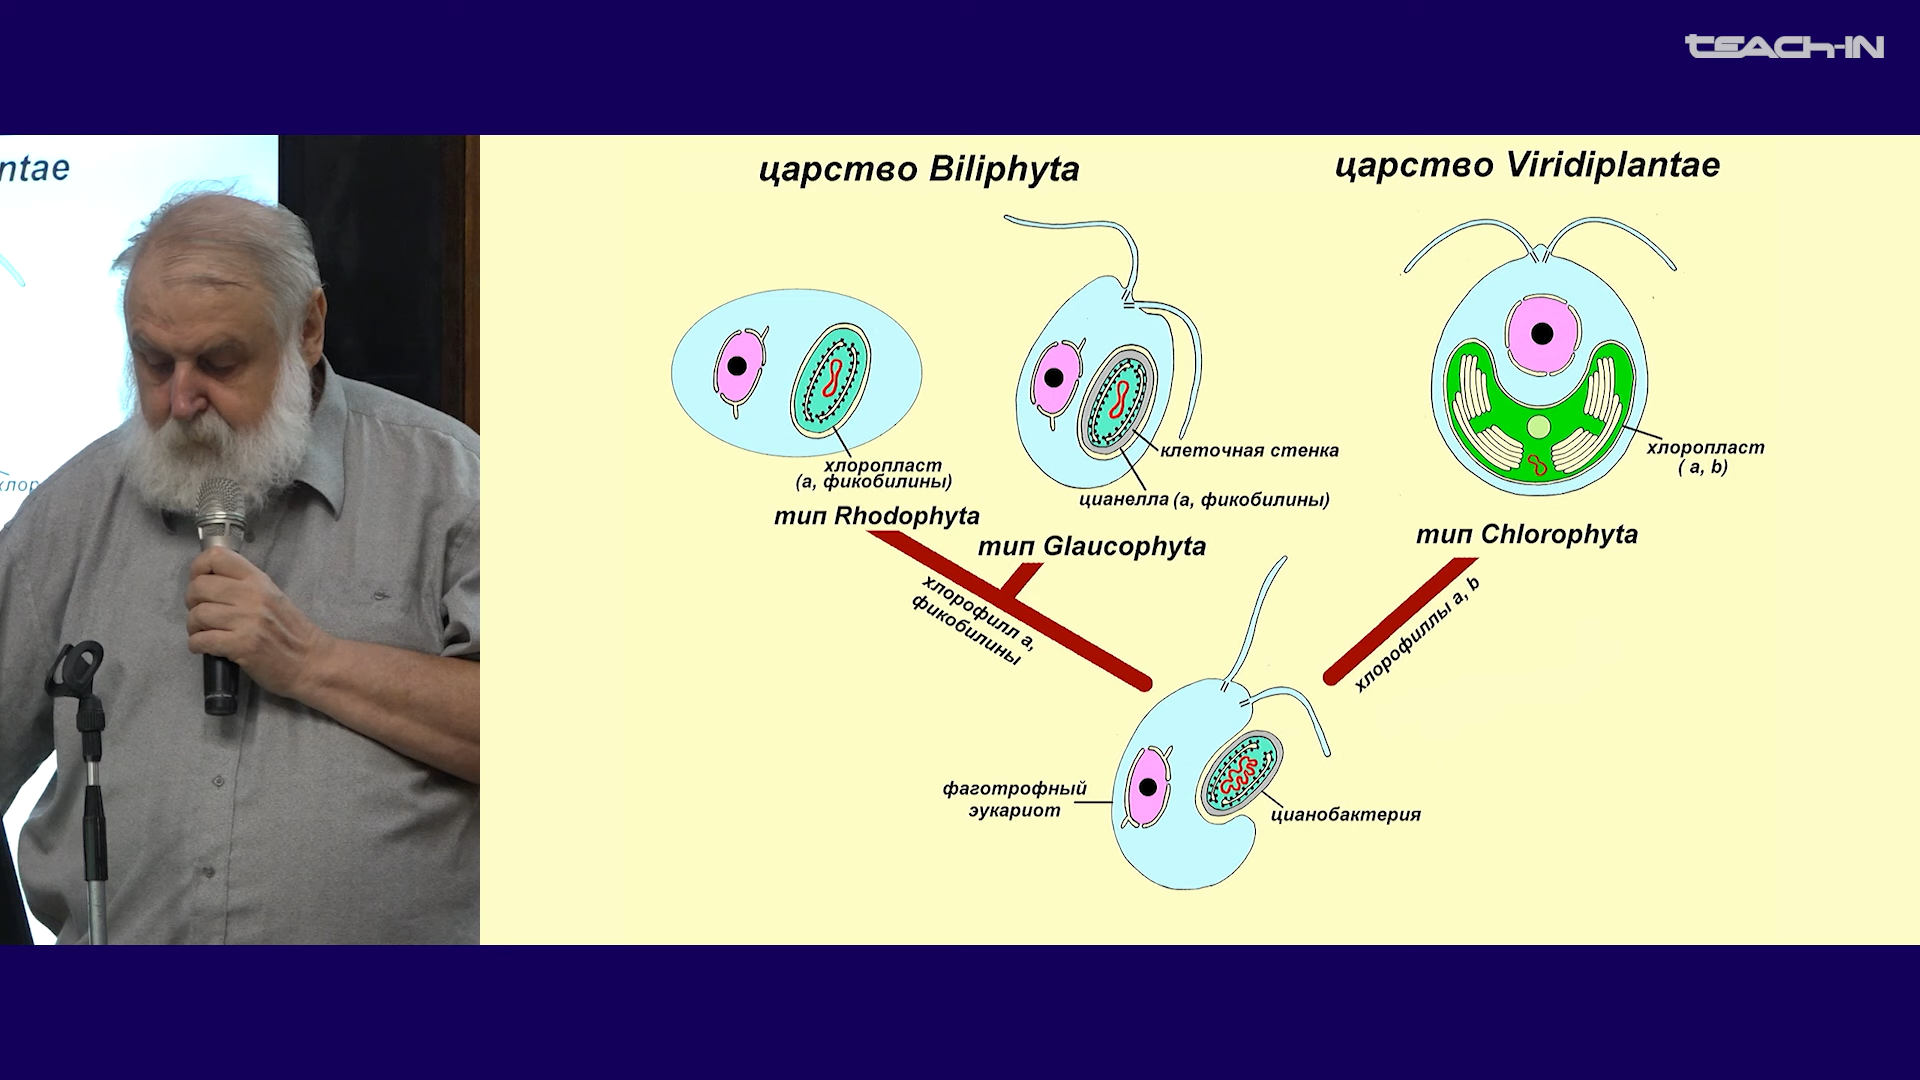 teach-in
ntae
хлор
царство Biliphyta
царство Viridiplantae
хлоропласт
(a, фикобилины)
клеточная стенка
цианелла (a, фикобилины)
хлоропласт
( a, b)
тип Rhodophyta
тип Glaucophyta
тип Chlorophyta
хлорофилл a,
фикобилины
хлорофиллы a, b
фаготрофный
эукариот
цианобактерия